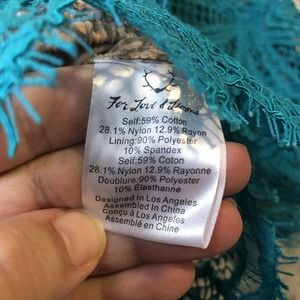 For Love & Lemons
Self:59% Cotton
28.1% Nylon 12.9% Rayon
Lining:90% Polyester
10% Spandex
Self:59% Coton
28.1% Nylon 12.9% Rayonne
Doublure:90% Polyester
10% Élasthanne
Designed in Los Angeles
Assembled in China
Conçu à Los Angeles
Assemblé en Chine